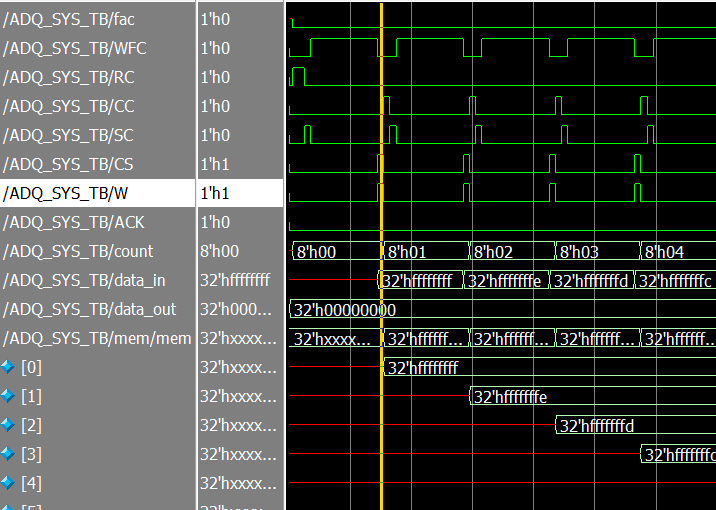 /ADQ_SYS_TB/fac 1'h0
/ADQ_SYS_TB/WFC 1'h0
/ADQ_SYS_TB/RC 1'h0
/ADQ_SYS_TB/CC 1'h0
/ADQ_SYS_TB/SC 1'h0
/ADQ_SYS_TB/CS 1'h1
/ADQ_SYS_TB/W 1'h1
/ADQ_SYS_TB/ACK 1'h0
/ADQ_SYS_TB/count 8'h00 8'h00 8'h01 8'h02 8'h03 8'h04
/ADQ_SYS_TB/data_in 32'hffffffff 32'hffffffff 32'hfffffffe 32'hfffffffd 32'hfffffffc
/ADQ_SYS_TB/data_out 32'h000... 32'h00000000
/ADQ_SYS_TB/mem/mem 32'hxxxx... 32'hxxxx... 32'hffffff... 32'hffffff... 32'hffffff... 32'hffffff...
[0] 32'hxxxx... 32'hffffffff
[1] 32'hxxxx... 32'hfffffffe
[2] 32'hxxxx... 32'hfffffffd
[3] 32'hxxxx... 32'hfffffffc
[4] 32'hxxxx...